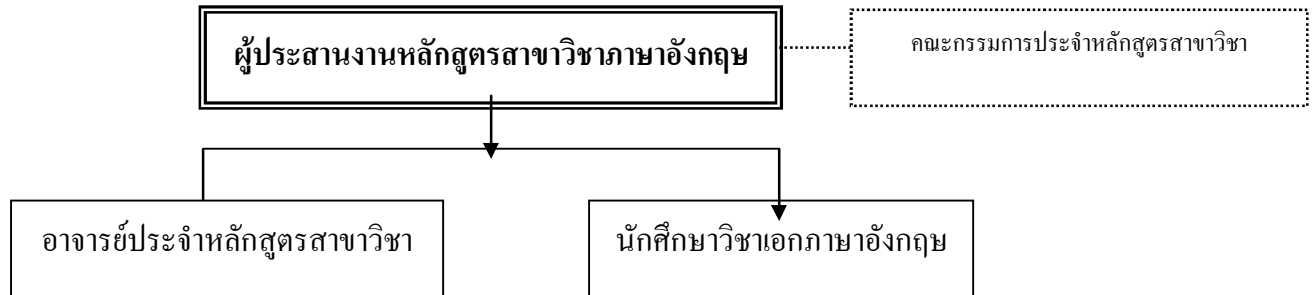 ผู้ประสานงานหลักสูตรสาขาวิชาภาษาอังกฤษ
คณะกรรมการประจำหลักสูตรสาขาวิชา
อาจารย์ประจำหลักสูตรสาขาวิชา
นักศึกษาวิชาเอกภาษาอังกฤษ